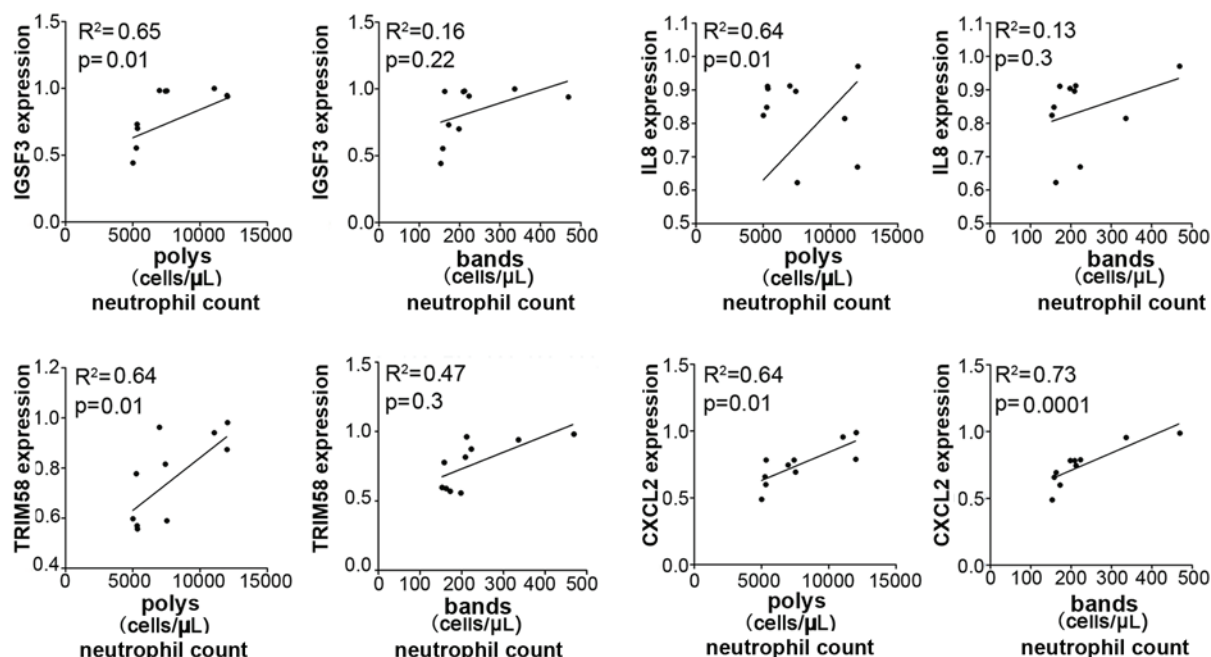 IGSF3 expression
1.5
1.0
0.5
0.0
R²=0.65
p=0.01
0 5000 10000 15000
polys
(cells/µL)
neutrophil count
IGSF3 expression
1.5
1.0
0.5
0.0
R²=0.16
p=0.22
0 100 200 300 400 500
bands
(cells/µL)
neutrophil count
IL8 expression
1.1
1.0
0.9
0.8
0.7
0.6
0.5
R²=0.64
p=0.01
0 5000 10000 15000
polys
(cells/µL)
neutrophil count
IL8 expression
1.1
1.0
0.9
0.8
0.7
0.6
0.5
R²=0.13
p=0.3
0 100 200 300 400 500
bands
(cells/µL)
neutrophil count
TRIM58 expression
1.2
1.0
0.8
0.6
0.4
R²=0.64
p=0.01
0 5000 10000 15000
polys
(cells/µL)
neutrophil count
TRIM58 expression
1.5
1.0
0.5
0.0
R²=0.47
p=0.3
0 100 200 300 400 500
bands
(cells/µL)
neutrophil count
CXCL2 expression
1.5
1.0
0.5
0.0
R²=0.64
p=0.01
0 5000 10000 15000
polys
(cells/µL)
neutrophil count
CXCL2 expression
1.5
1.0
0.5
0.0
R²=0.73
p=0.0001
0 100 200 300 400 500
bands
(cells/µL)
neutrophil count